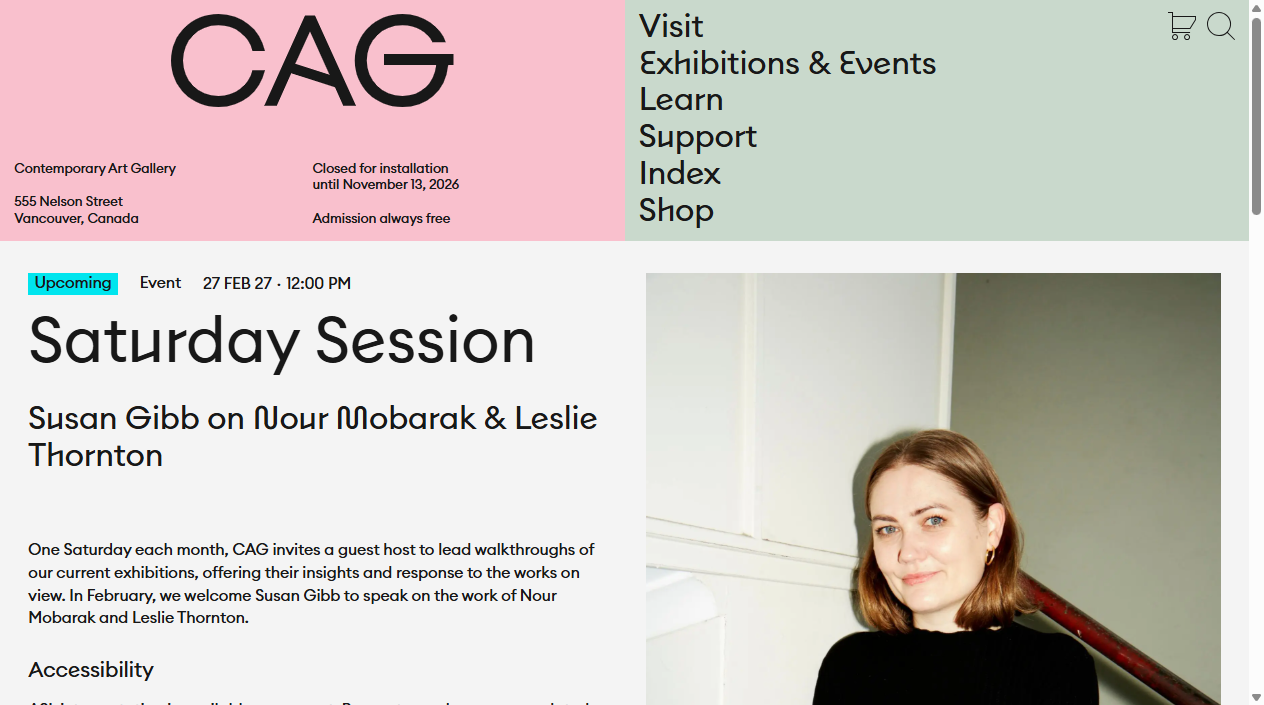 CAG
Contemporary Art Gallery
555 Nelson Street
Vancouver, Canada
Closed for installation
until November 13, 2026
Admission always free
Visit
Exhibitions & Events
Learn
Support
Index
Shop
Upcoming Event 27 FEB 27 · 12:00 PM
Saturday Session
Susan Gibb on Nour Mobarak & Leslie
Thornton
One Saturday each month, CAG invites a guest host to lead walkthroughs of
our current exhibitions, offering their insights and response to the works on
view. In February, we welcome Susan Gibb to speak on the work of Nour
Mobarak and Leslie Thornton.
Accessibility